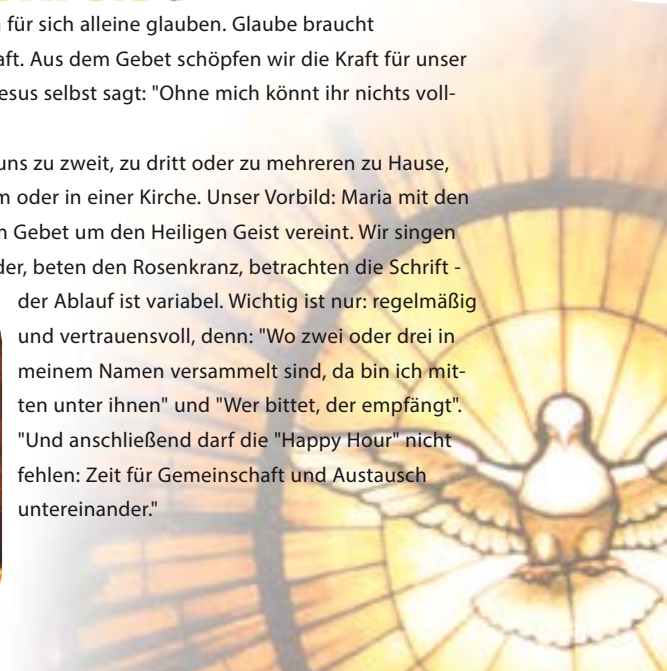 für sich alleine glauben. Glaube braucht
aft. Aus dem Gebet schöpfen wir die Kraft für unser
esus selbst sagt: "Ohne mich könnt ihr nichts voll-
uns zu zweit, zu dritt oder zu mehreren zu Hause,
m oder in einer Kirche. Unser Vorbild: Maria mit den
Gebet um den Heiligen Geist vereint. Wir singen
der, beten den Rosenkranz, betrachten die Schrift -
der Ablauf ist variabel. Wichtig ist nur: regelmäßig
und vertrauensvoll, denn: "Wo zwei oder drei in
meinem Namen versammelt sind, da bin ich mit-
ten unter ihnen" und "Wer bittet, der empfängt".
"Und anschließend darf die "Happy Hour" nicht
fehlen: Zeit für Gemeinschaft und Austausch
untereinander."